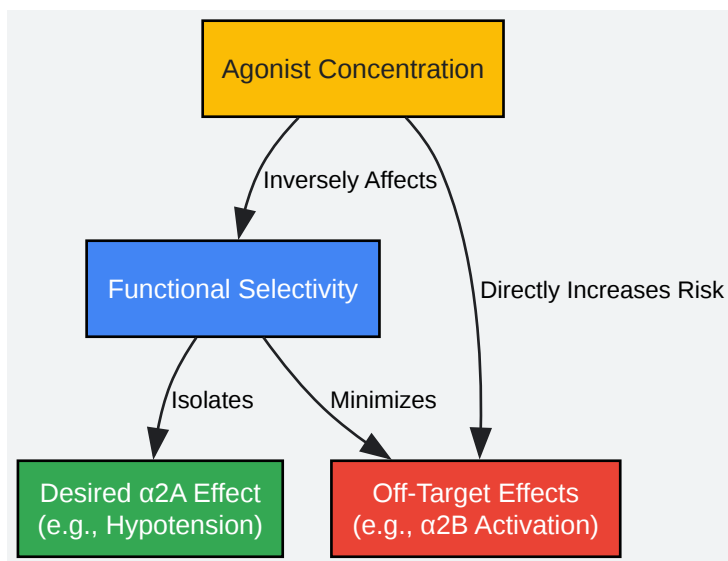 Agonist Concentration
Inversely Affects
Functional Selectivity
Directly Increases Risk
Isolates
Minimizes
Desired α2A Effect
(e.g., Hypotension)
Off-Target Effects
(e.g., α2B Activation)